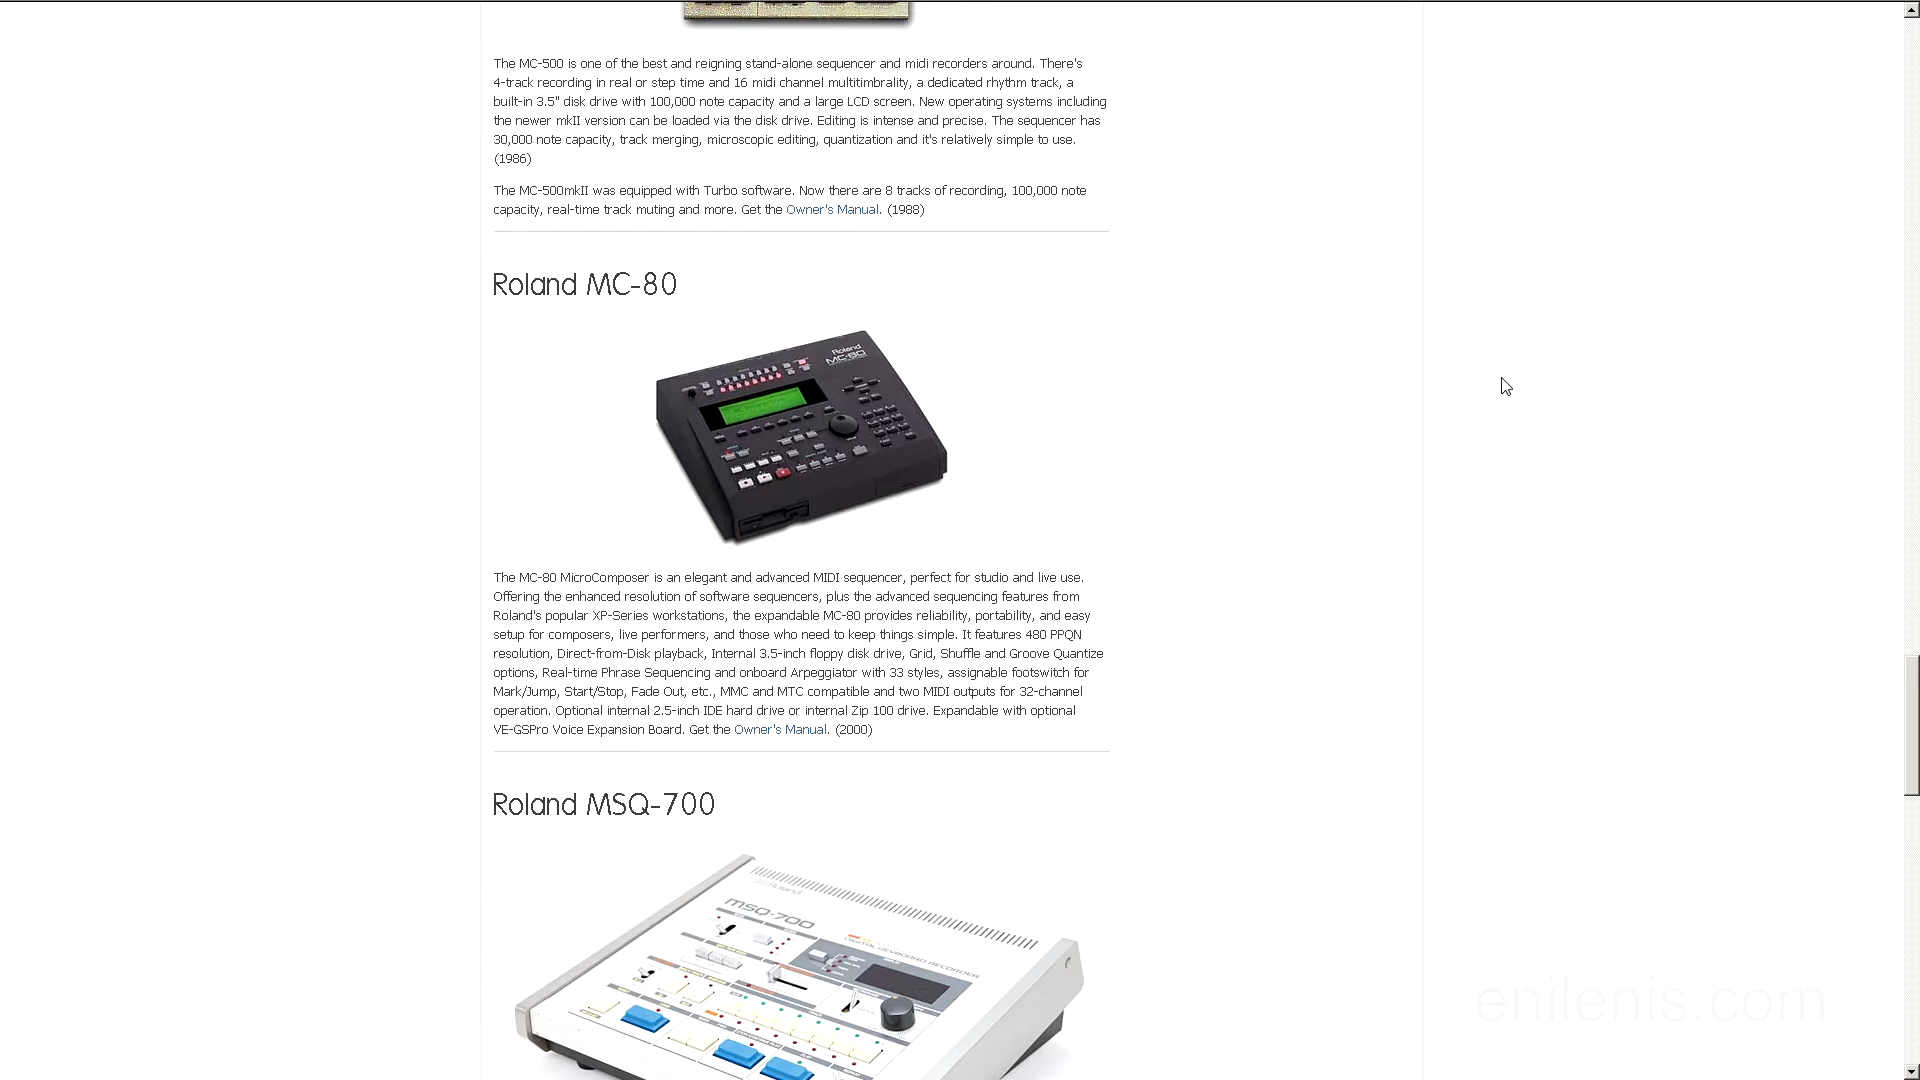 The MC-500 is one of the best and reigning stand-alone sequencer and midi recorders around. There's
4-track recording in real or step time and 16 midi channel multitimbrality, a dedicated rhythm track, a
built-in 3.5" disk drive with 100,000 note capacity and a large LCD screen. New operating systems including
the newer mkII version can be loaded via the disk drive. Editing is intense and precise. The sequencer has
30,000 note capacity, track merging, microscopic editing, quantization and it's relatively simple to use.
(1986)
The MC-500mkII was equipped with Turbo software. Now there are 8 tracks of recording, 100,000 note
capacity, real-time track muting and more. Get the Owner's Manual. (1988)
Roland MC-80
Roland
MC-80
The MC-80 MicroComposer is an elegant and advanced MIDI sequencer, perfect for studio and live use.
Offering the enhanced resolution of software sequencers, plus the advanced sequencing features from
Roland's popular XP-Series workstations, the expandable MC-80 provides reliability, portability, and easy
setup for composers, live performers, and those who need to keep things simple. It features 480 PPQN
resolution, Direct-from-Disk playback, Internal 3.5-inch floppy disk drive, Grid, Shuffle and Groove Quantize
options, Real-time Phrase Sequencing and onboard Arpeggiator with 33 styles, assignable footswitch for
Mark/Jump, Start/Stop, Fade Out, etc., MMC and MTC compatible and two MIDI outputs for 32-channel
operation. Optional internal 2.5-inch IDE hard drive or internal Zip 100 drive. Expandable with optional
VE-GSPro Voice Expansion Board. Get the Owner's Manual. (2000)
Roland MSQ-700
Roland
MSQ-700
DIGITAL KEYBOARD RECORDER
enilenis.com